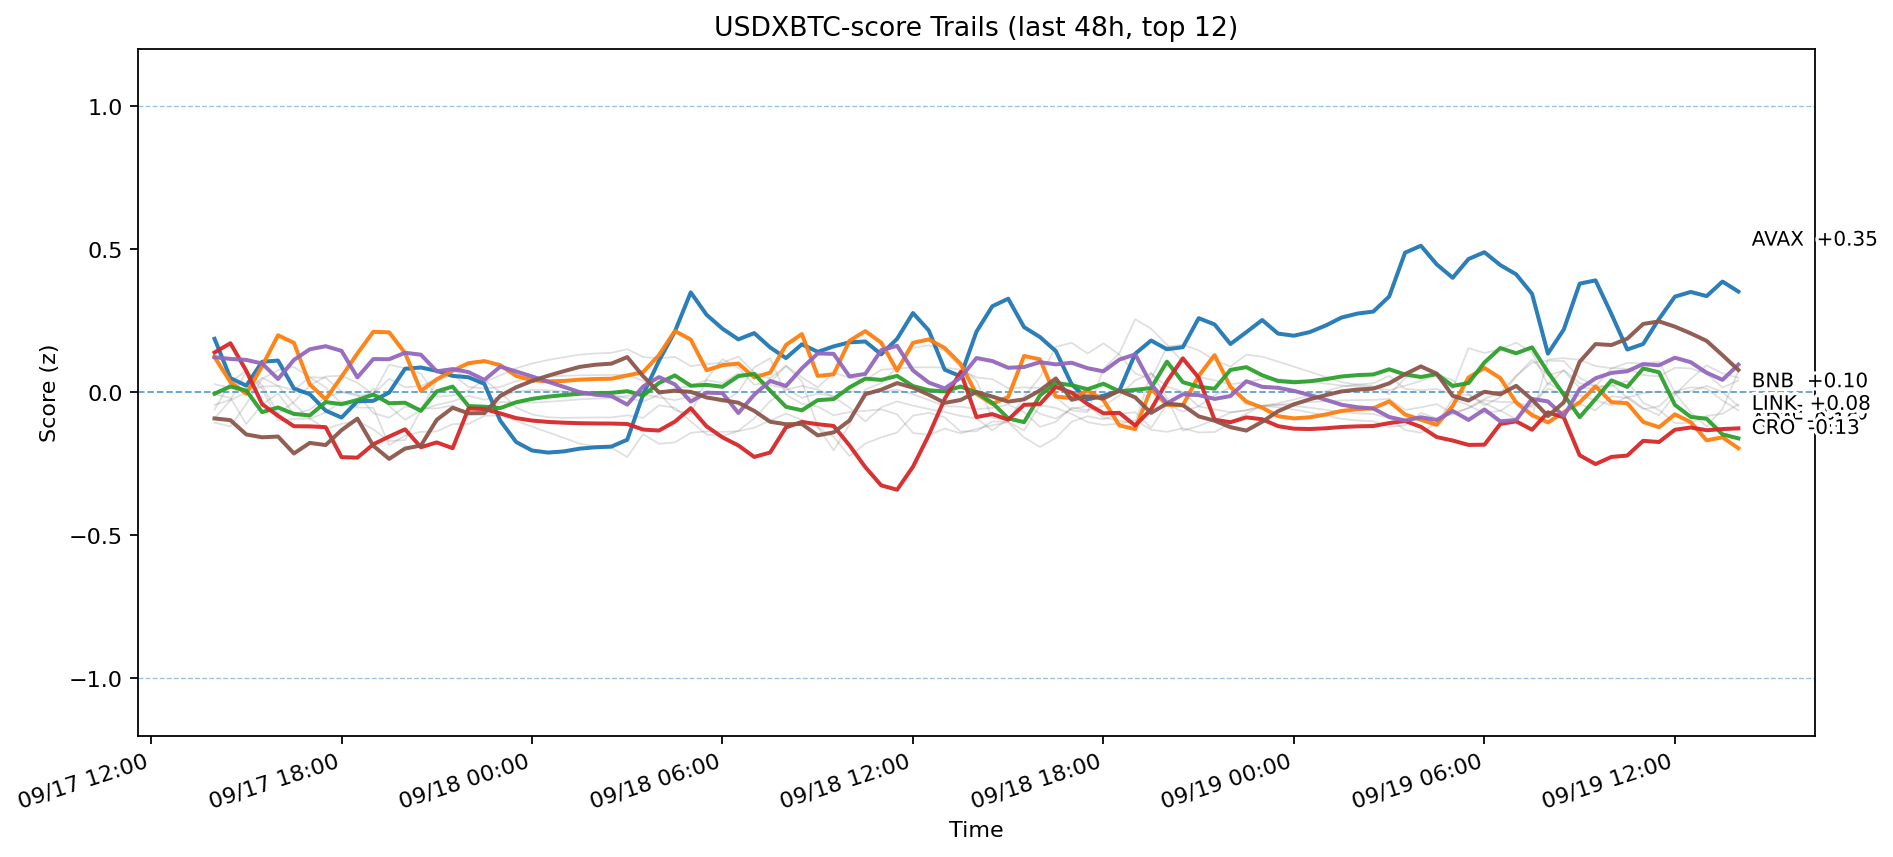 USDXBTC-score Trails (last 48h, top 12)
1.0
0.5
0.0
−0.5
−1.0
Score (z)
AVAX +0.35
BNB +0.10
LINK +0.08
CRO -0.13
09/17 12:00
09/17 18:00
09/18 00:00
09/18 06:00
09/18 12:00
09/18 18:00
09/19 00:00
09/19 06:00
09/19 12:00
Time